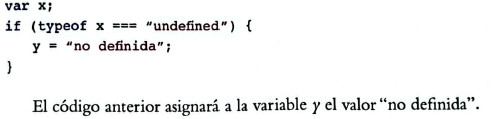 var x;
if (typeof x === "undefined") {
y = "no definida";
}
El código anterior asignará a la variable y el valor "no definida".